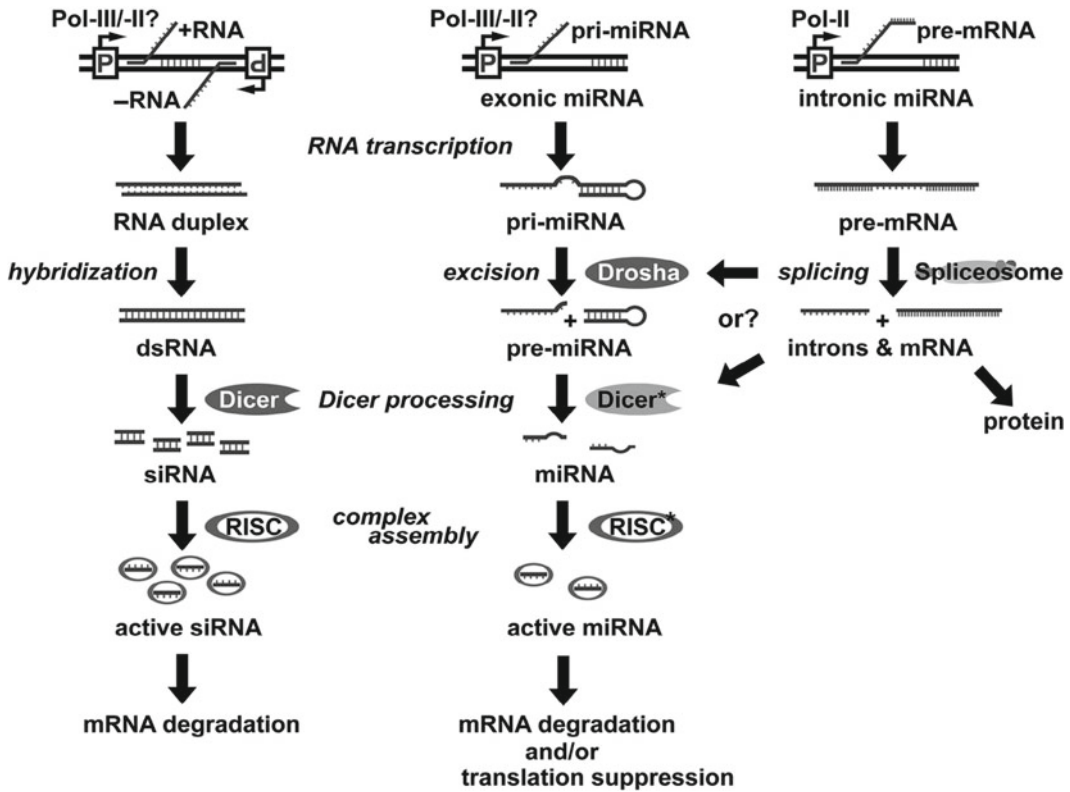 Pol-III/-II?
+RNA
P
P
–RNA
Pol-III/-II?
pri-miRNA
P
exonic miRNA
Pol-II
pre-mRNA
P
intronic miRNA
RNA transcription
RNA duplex
pri-miRNA
pre-mRNA
hybridization
excision
Drosha
splicing
Spliceosome
dsRNA
+
pre-miRNA
or?
+
introns & mRNA
Dicer
Dicer processing
Dicer*
protein
siRNA
miRNA
RISC
complex
assembly
RISC*
active siRNA
active miRNA
mRNA degradation
mRNA degradation
and/or
translation suppression